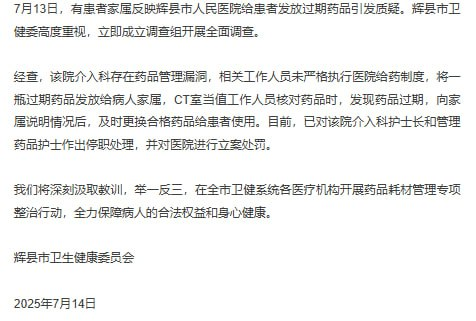 7月13日，有患者家属反映辉县市人民医院给患者发放过期药品引发质疑。辉县市卫
健委高度重视，立即成立调查组开展全面调查。
经查，该院介入科存在药品管理漏洞，相关工作人员未严格执行医院给药制度，将一
瓶过期药品发放给病人家属，CT室当值工作人员核对药品时，发现药品过期，向家
属说明情况后，及时更换合格药品给患者使用。目前，已对该院介入科护士长和管理
药品护士作出停职处理，并对医院进行立案处罚。
我们将深刻汲取教训，举一反三，在全市卫健系统各医疗机构开展药品耗材管理专项
整治行动，全力保障病人的合法权益和身心健康。
辉县市卫生健康委员会
2025年7月14日